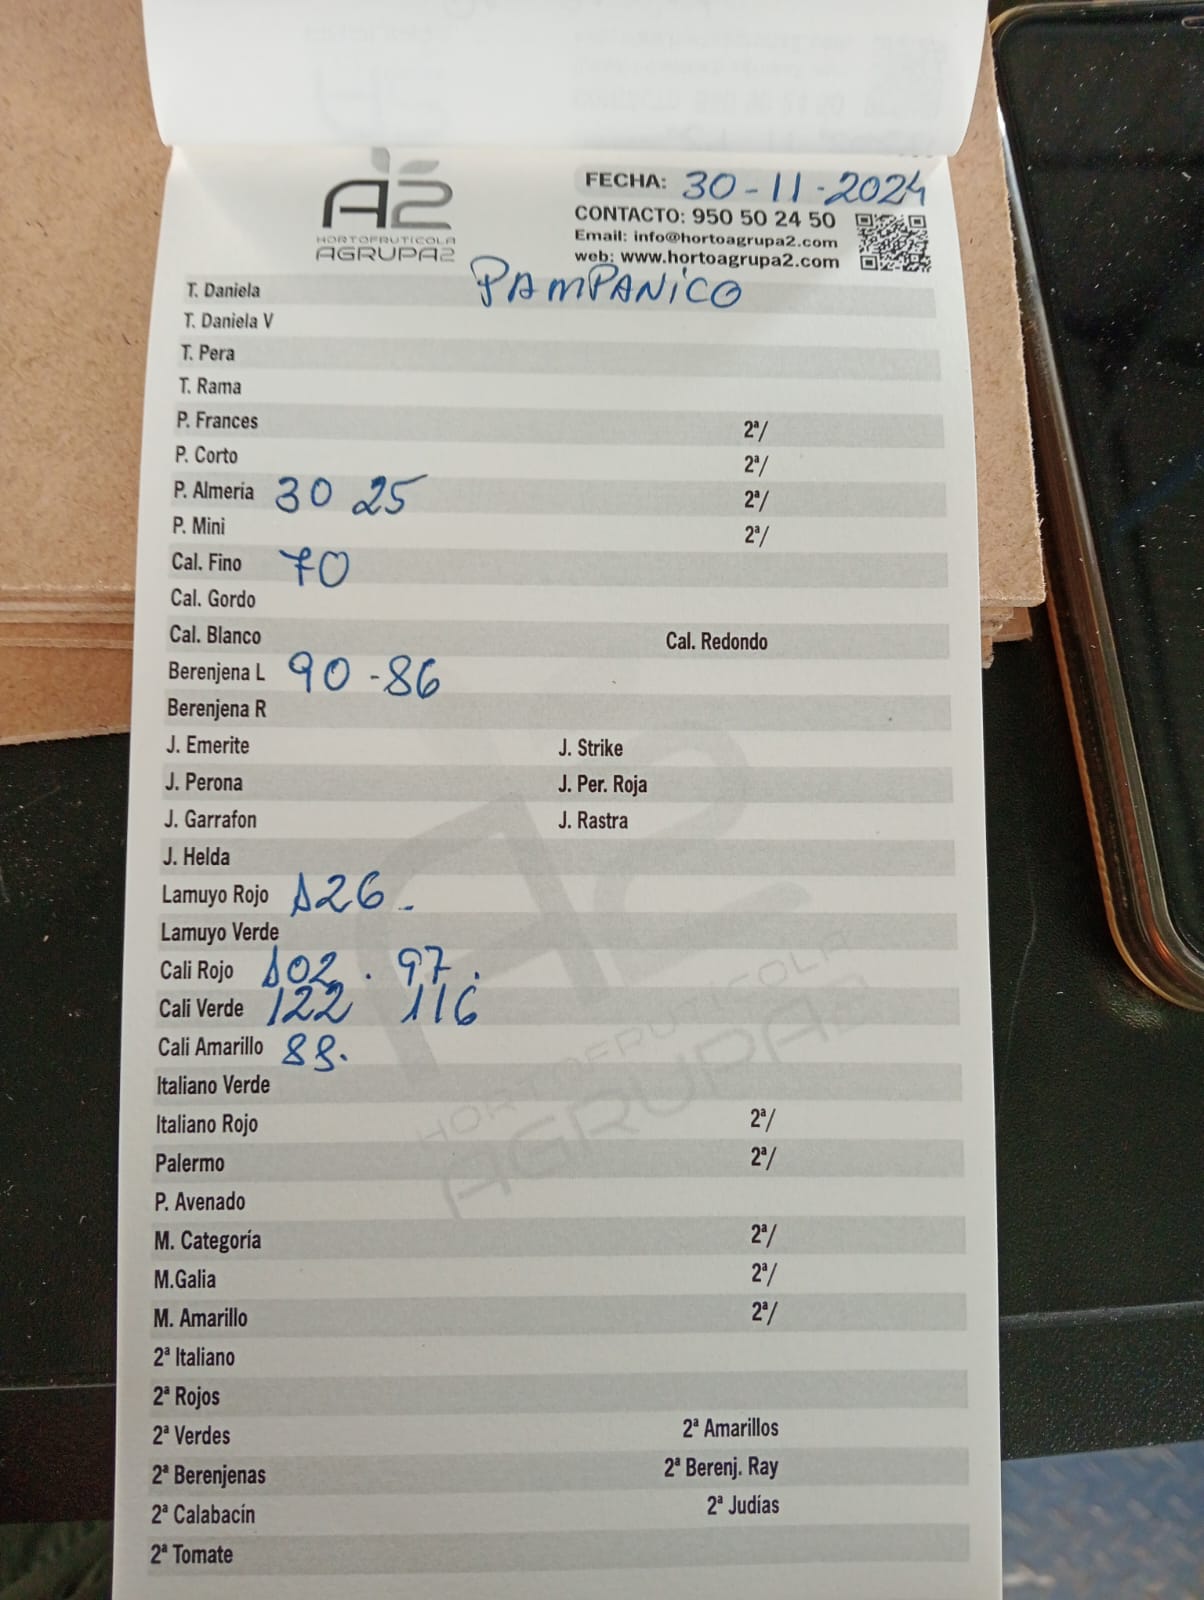 A2
HORTOFRUTICOLA
AGRUPA2
FECHA: 30-11-2024
CONTACTO: 950 50 24 50
Email: info@hortoagrupa2.com
web: www.hortoagrupa2.com
PAMPANICO
T. Daniela
T. Daniela V
T. Pera
T. Rama
P. Frances 2ª/
P. Corto 2ª/
P. Almeria 30 25 2ª/
P. Mini 2ª/
Cal. Fino 70
Cal. Gordo
Cal. Blanco Cal. Redondo
Berenjena L 90 - 86
Berenjena R
J. Emerite J. Strike
J. Perona J. Per. Roja
J. Garrafon J. Rastra
J. Helda
Lamuyo Rojo 126.
Lamuyo Verde
Cali Rojo 102 . 97.
Cali Verde 122 116
Cali Amarillo 88.
Italiano Verde
Italiano Rojo 2ª/
Palermo 2ª/
P. Avenado
M. Categoría 2ª/
M.Galia 2ª/
M. Amarillo 2ª/
2ª Italiano
2ª Rojos
2ª Verdes 2ª Amarillos
2ª Berenjenas 2ª Berenj. Ray
2ª Calabacín 2ª Judías
2ª Tomate
A2
HORTOFRUTICOLA
AGRUPA2